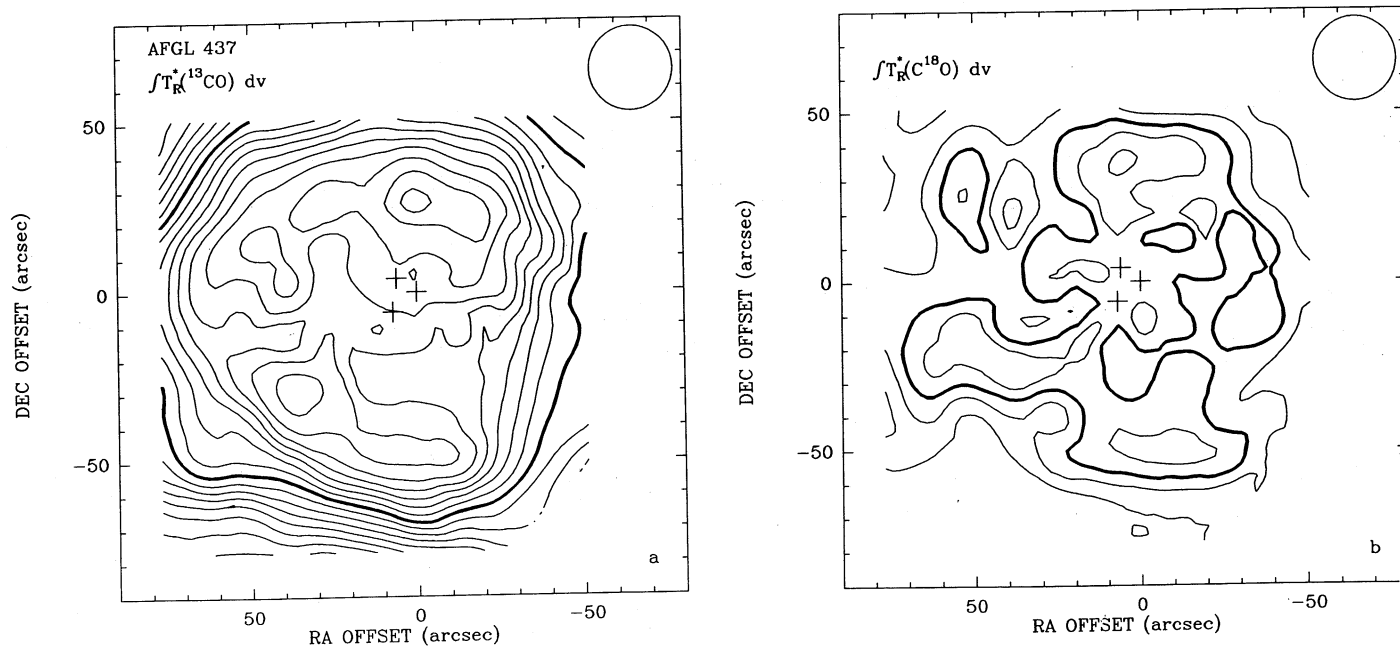 AFGL 437
∫T*R(¹³CO) dv
50
0
−50
DEC OFFSET (arcsec)
50
0
−50
RA OFFSET (arcsec)
a
∫T*R(C¹⁸O) dv
50
0
−50
DEC OFFSET (arcsec)
50
0
−50
RA OFFSET (arcsec)
b